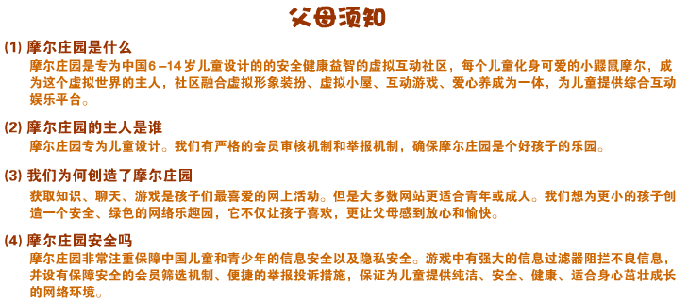 父母须知
(1) 摩尔庄园是什么
摩尔庄园是专为中国6-14岁儿童设计的的安全健康益智的虚拟互动社区，每个儿童化身可爱的小鼹鼠摩尔，成
为这个虚拟世界的主人，社区融合虚拟形象装扮、虚拟小屋、互动游戏、爱心养成为一体，为儿童提供综合互动
娱乐平台。
(2) 摩尔庄园的主人是谁
摩尔庄园专为儿童设计。我们有严格的会员审核机制和举报机制，确保摩尔庄园是个好孩子的乐园。
(3) 我们为何创造了摩尔庄园
获取知识、聊天、游戏是孩子们最喜爱的网上活动。但是大多数网站更适合青年或成人。我们想为更小的孩子创
造一个安全、绿色的网络乐趣园，它不仅让孩子喜欢，更让父母感到放心和愉快。
(4) 摩尔庄园安全吗
摩尔庄园非常注重保障中国儿童和青少年的信息安全以及隐私安全。游戏中有强大的信息过滤器阻拦不良信息，
并设有保障安全的会员筛选机制、便捷的举报投诉措施，保证为儿童提供纯洁、安全、健康、适合身心茁壮成长
的网络环境。